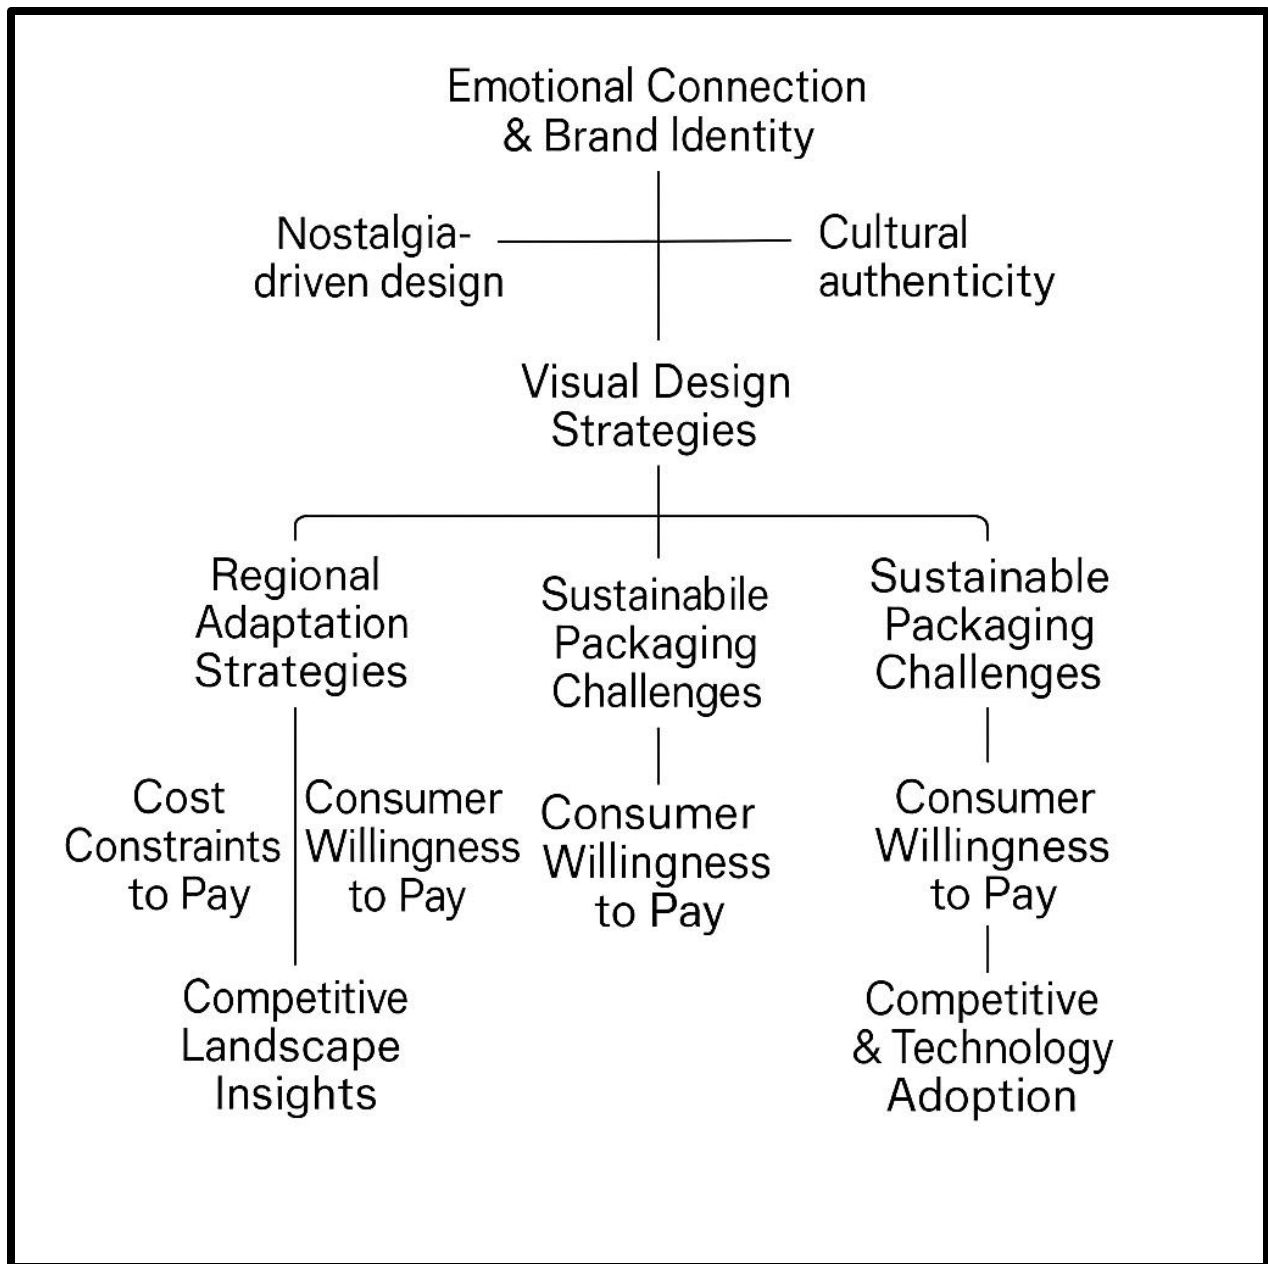 Emotional Connection
& Brand Identity
Nostalgia-
driven design
Cultural
authenticity
Visual Design
Strategies
Regional
Adaptation
Strategies
Sustainabile
Packaging
Challenges
Sustainable
Packaging
Challenges
Cost
Constraints
to Pay
Consumer
Willingness
to Pay
Consumer
Willingness
to Pay
Consumer
Willingness
to Pay
Competitive
Landscape
Insights
Competitive
& Technology
Adoption